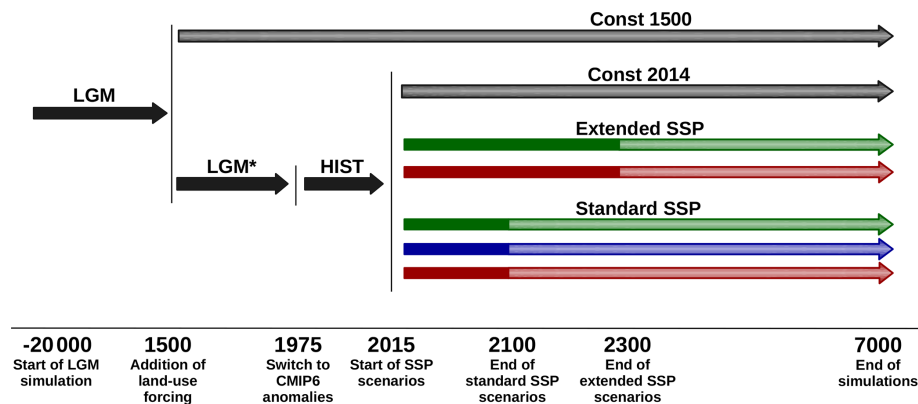 Const 1500
Const 2014
LGM
Extended SSP
LGM*
HIST
Standard SSP
-20 000 1500 1975 2015 2100 2300 7000
Start of LGM Addition of Switch to Start of SSP End of End of End of
simulation land-use CMIP6 scenarios standard SSP extended SSP simulations
forcing anomalies scenarios scenarios